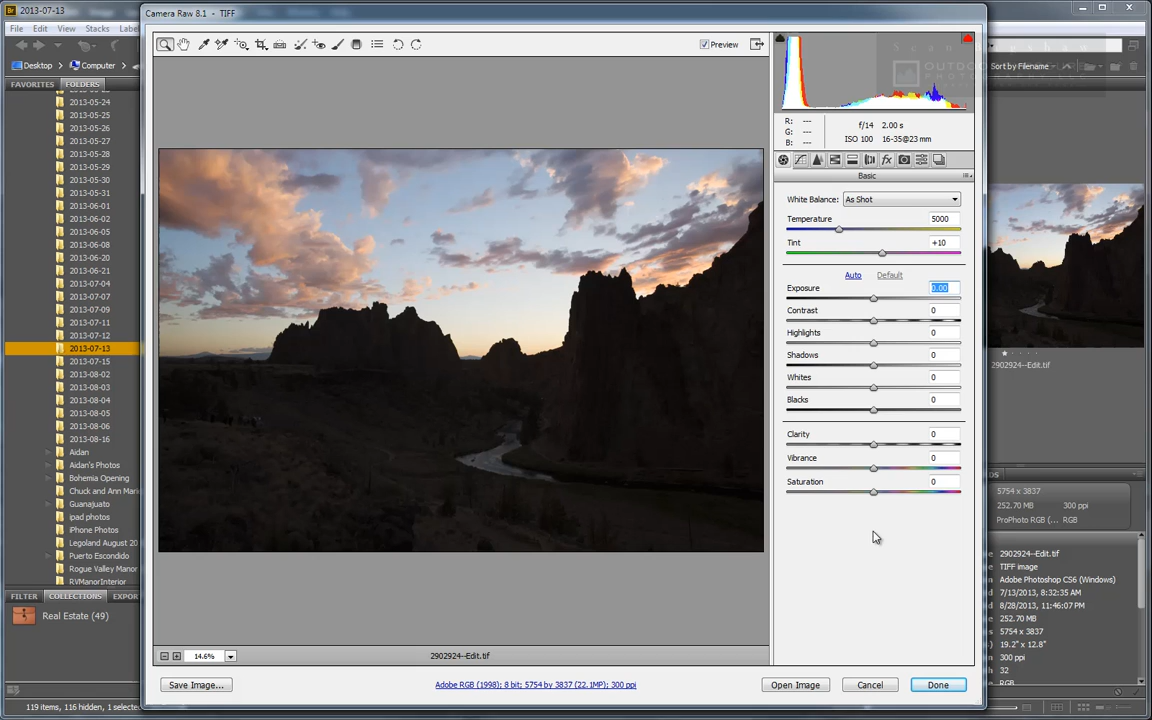 Br 2013-07-13
Camera Raw 8.1 - TIFF
File Edit View Stacks Label
Preview
Desktop Computer
Sort by Filename
FAVORITES FOLDERS
2013-05-24
2013-05-25
2013-05-26
2013-05-27
2013-05-28
2013-05-29
2013-05-30
2013-05-31
2013-06-01
2013-06-02
2013-06-05
2013-06-08
2013-06-20
2013-06-21
2013-07-04
2013-07-07
2013-07-09
2013-07-11
2013-07-12
2013-07-13
2013-07-15
2013-08-02
2013-08-03
2013-08-04
2013-08-05
2013-08-06
2013-08-16
Aidan
Aidan's Photos
Bohemia Opening
Chuck and Ann Mari
Guanajuato
ipad photos
iPhone Photos
Legoland August 20
Puerto Escondido
Rogue Valley Manor
RVManorInterior
FILTER COLLECTIONS EXPOR
Real Estate (49)
119 items, 116 hidden, 1 selecte
14.6%
2902924--Edit.tif
Save Image...
Adobe RGB (1998); 8 bit; 5754 by 3837 (22.1MP); 300 ppi
Open Image
Cancel
Done
R: ---
G: ---
B: ---
f/14 2.00 s
ISO 100 16-35@23 mm
Basic
White Balance: As Shot
Temperature 5000
Tint +10
Auto Default
Exposure 0.00
Contrast 0
Highlights 0
Shadows 0
Whites 0
Blacks 0
Clarity 0
Vibrance 0
Saturation 0
2902924--Edit.tif
5754 x 3837
252.70 MB 300 ppi
ProPhoto RGB (... RGB
2902924--Edit.tif
TIFF image
Adobe Photoshop CS6 (Windows)
7/13/2013, 8:32:35 AM
8/28/2013, 11:46:07 PM
252.70 MB
5754 x 3837
19.2" x 12.8"
300 ppi
32
RGB